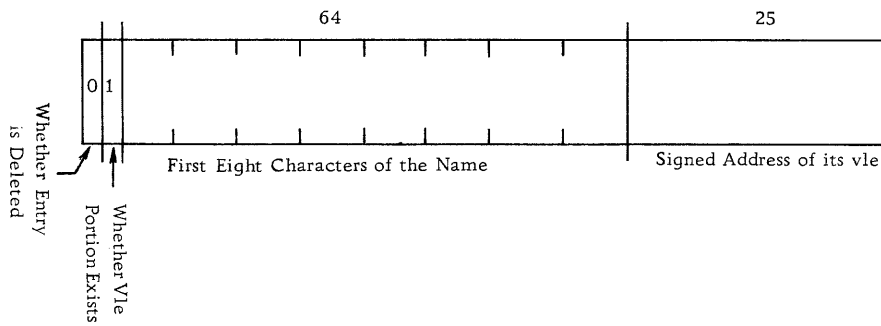 64 25
0 1
First Eight Characters of the Name
Signed Address of its vle
Whether Entry
is Deleted
Whether Vle
Portion Exists